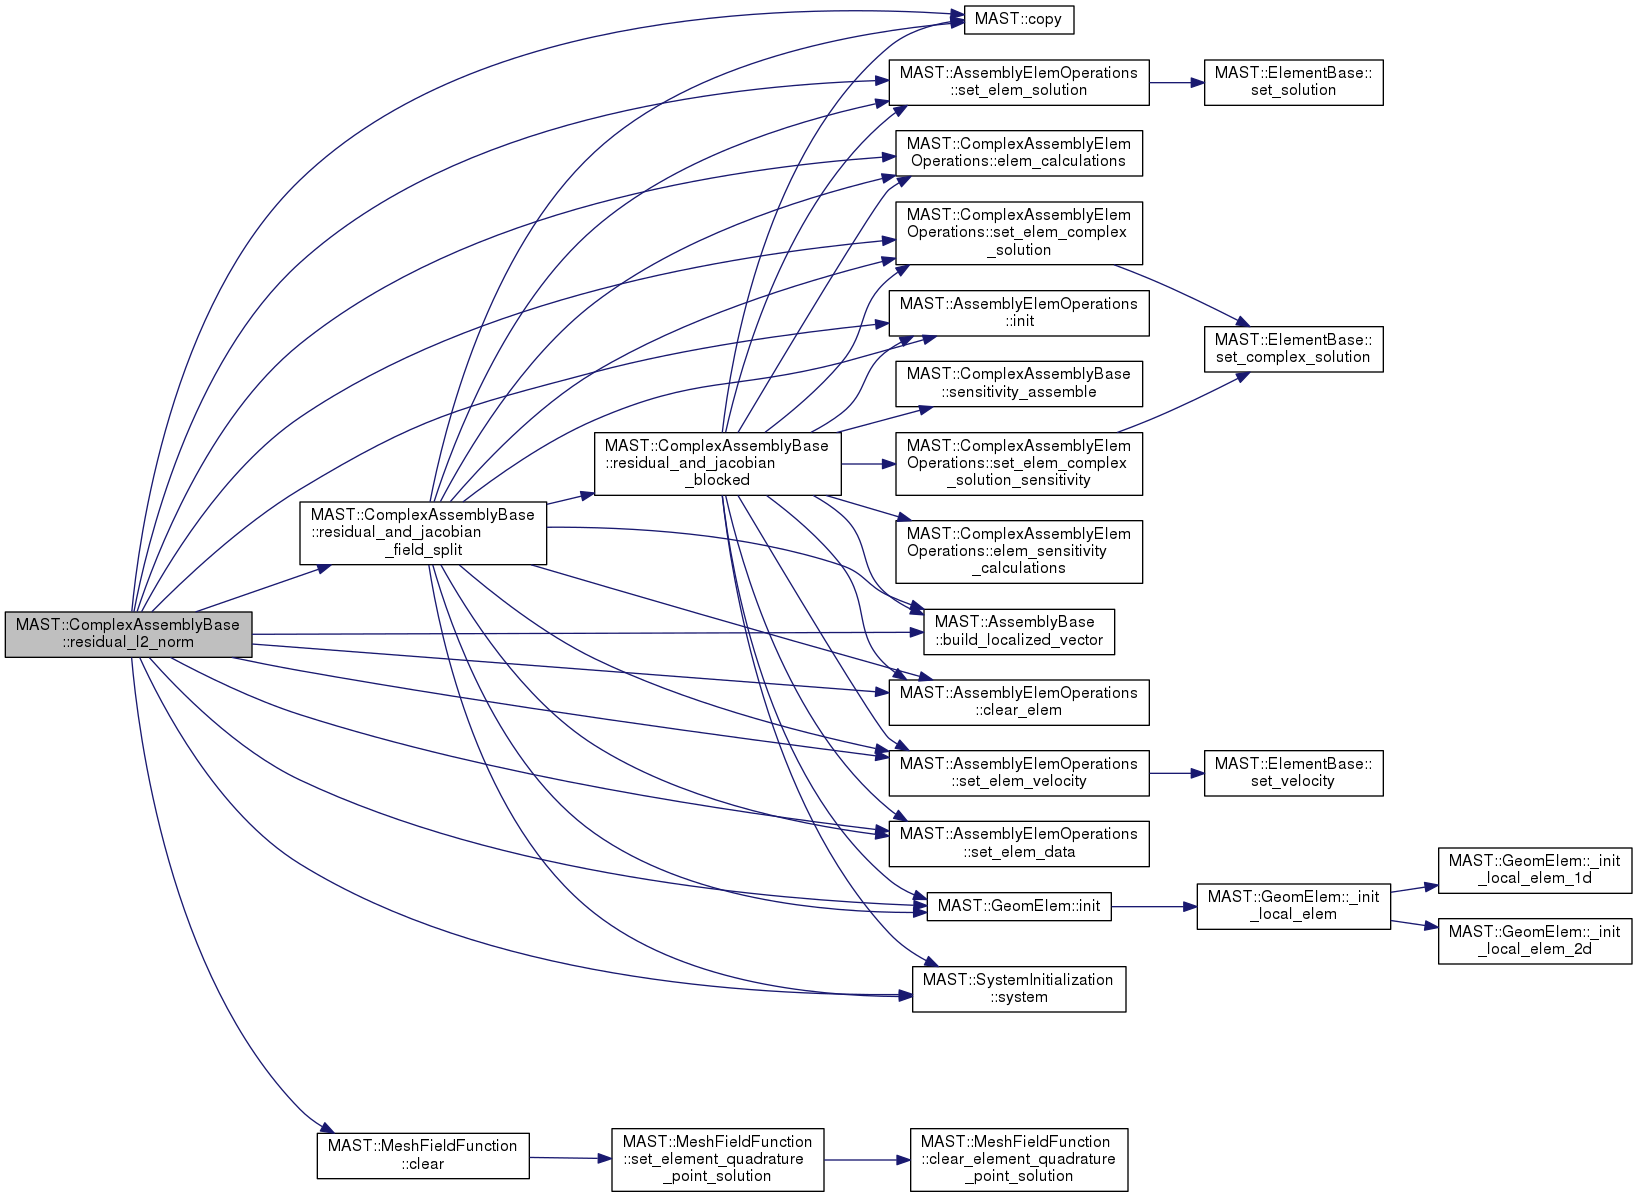 MAST::copy
MAST::AssemblyElemOperations
::set_elem_solution
MAST::ElementBase::
set_solution
MAST::ComplexAssemblyElem
Operations::elem_calculations
MAST::ComplexAssemblyElem
Operations::set_elem_complex
_solution
MAST::AssemblyElemOperations
::init
MAST::ElementBase::
set_complex_solution
MAST::ComplexAssemblyBase
::sensitivity_assemble
MAST::ComplexAssemblyBase
::residual_and_jacobian
_blocked
MAST::ComplexAssemblyElem
Operations::set_elem_complex
_solution_sensitivity
MAST::ComplexAssemblyBase
::residual_and_jacobian
_field_split
MAST::ComplexAssemblyElem
Operations::elem_sensitivity
_calculations
MAST::ComplexAssemblyBase
::residual_l2_norm
MAST::AssemblyBase
::build_localized_vector
MAST::AssemblyElemOperations
::clear_elem
MAST::AssemblyElemOperations
::set_elem_velocity
MAST::ElementBase::
set_velocity
MAST::AssemblyElemOperations
::set_elem_data
MAST::GeomElem::init
MAST::GeomElem::_init
_local_elem
MAST::GeomElem::_init
_local_elem_1d
MAST::GeomElem::_init
_local_elem_2d
MAST::SystemInitialization
::system
MAST::MeshFieldFunction
::clear
MAST::MeshFieldFunction
::set_element_quadrature
_point_solution
MAST::MeshFieldFunction
::clear_element_quadrature
_point_solution